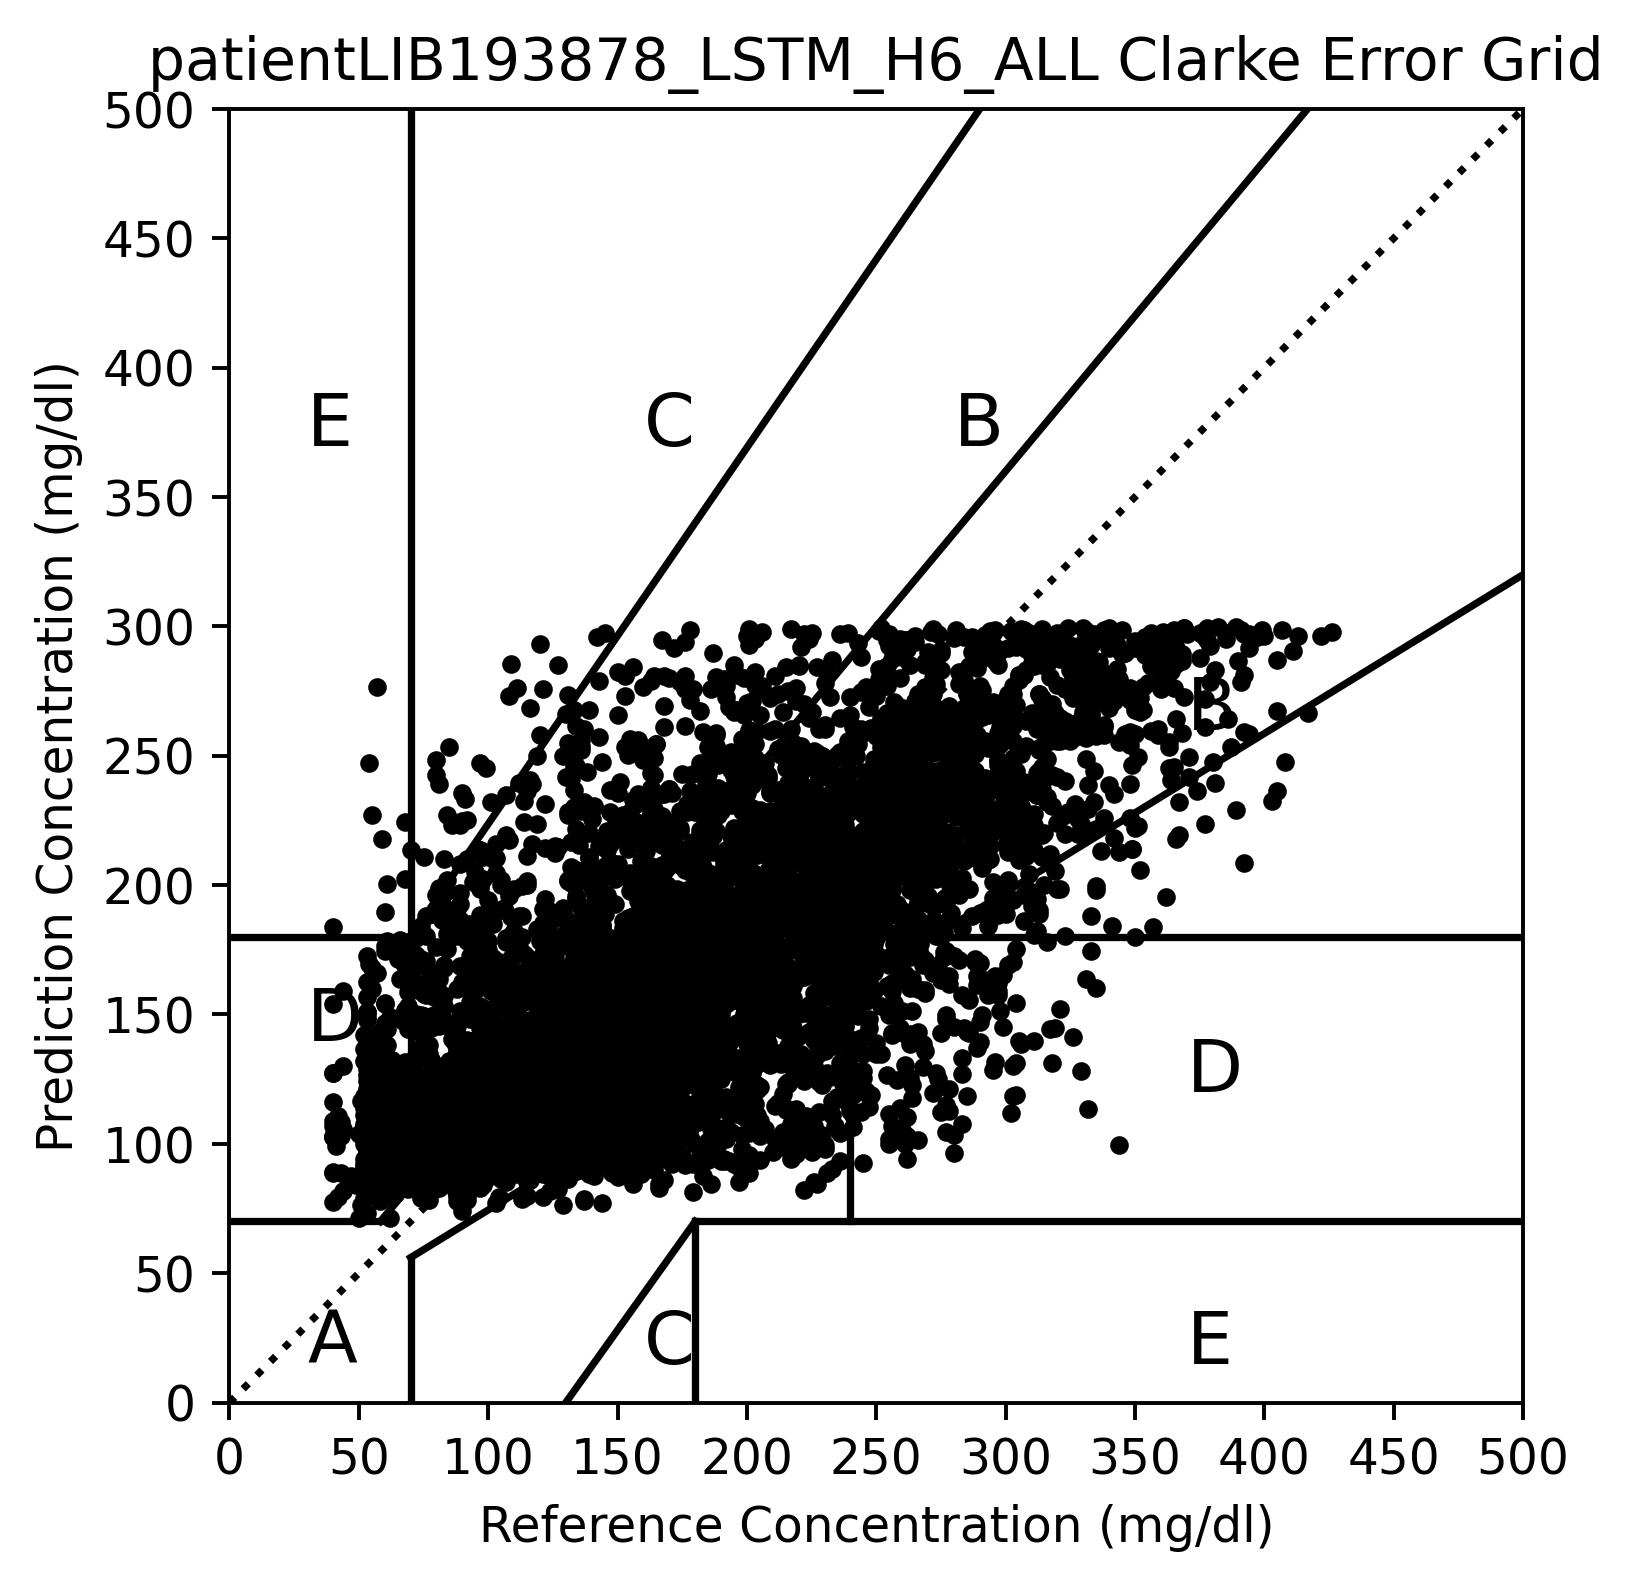 patientLIB193878_LSTM_H6_ALL Clarke Error Grid
500
450
400
350
300
250
200
150
100
50
0
Prediction Concentration (mg/dl)
E
C
B
B
D
D
A
C
E
0 50 100 150 200 250 300 350 400 450 500
Reference Concentration (mg/dl)